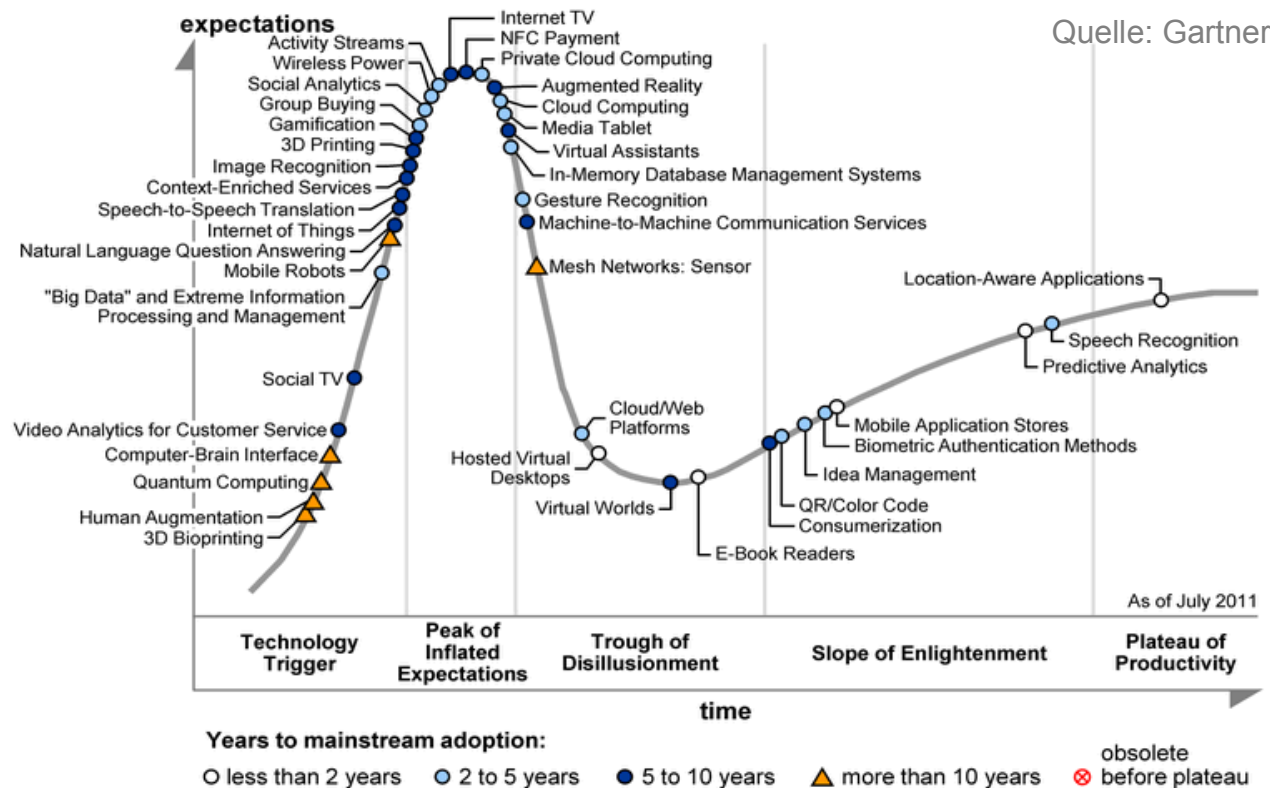 expectations
Quelle: Gartner
Internet TV
NFC Payment
Private Cloud Computing
Augmented Reality
Cloud Computing
Media Tablet
Virtual Assistants
In-Memory Database Management Systems
Gesture Recognition
Machine-to-Machine Communication Services
Mesh Networks: Sensor
Activity Streams
Wireless Power
Social Analytics
Group Buying
Gamification
3D Printing
Image Recognition
Context-Enriched Services
Speech-to-Speech Translation
Internet of Things
Natural Language Question Answering
Mobile Robots
"Big Data" and Extreme Information
Processing and Management
Social TV
Video Analytics for Customer Service
Computer-Brain Interface
Quantum Computing
Human Augmentation
3D Bioprinting
Cloud/Web
Platforms
Hosted Virtual
Desktops
Virtual Worlds
E-Book Readers
Location-Aware Applications
Speech Recognition
Predictive Analytics
Mobile Application Stores
Biometric Authentication Methods
Idea Management
QR/Color Code
Consumerization
As of July 2011
Technology
Trigger
Peak of
Inflated
Expectations
Trough of
Disillusionment
Slope of Enlightenment
Plateau of
Productivity
time
Years to mainstream adoption:
less than 2 years
2 to 5 years
5 to 10 years
more than 10 years
obsolete
before plateau